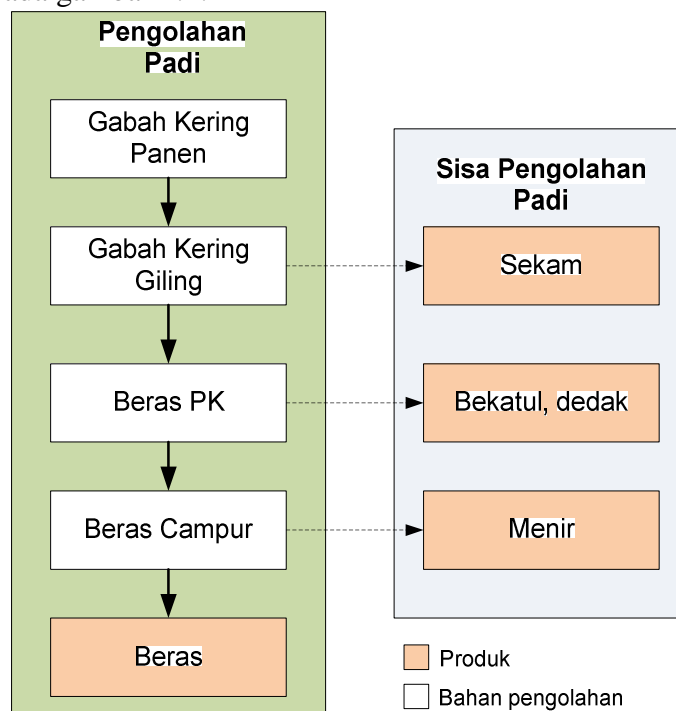 Pengolahan
Padi
Gabah Kering
Panen
Gabah Kering
Giling
Beras PK
Beras Campur
Beras
Sisa Pengolahan
Padi
Sekam
Bekatul, dedak
Menir
Produk
Bahan pengolahan